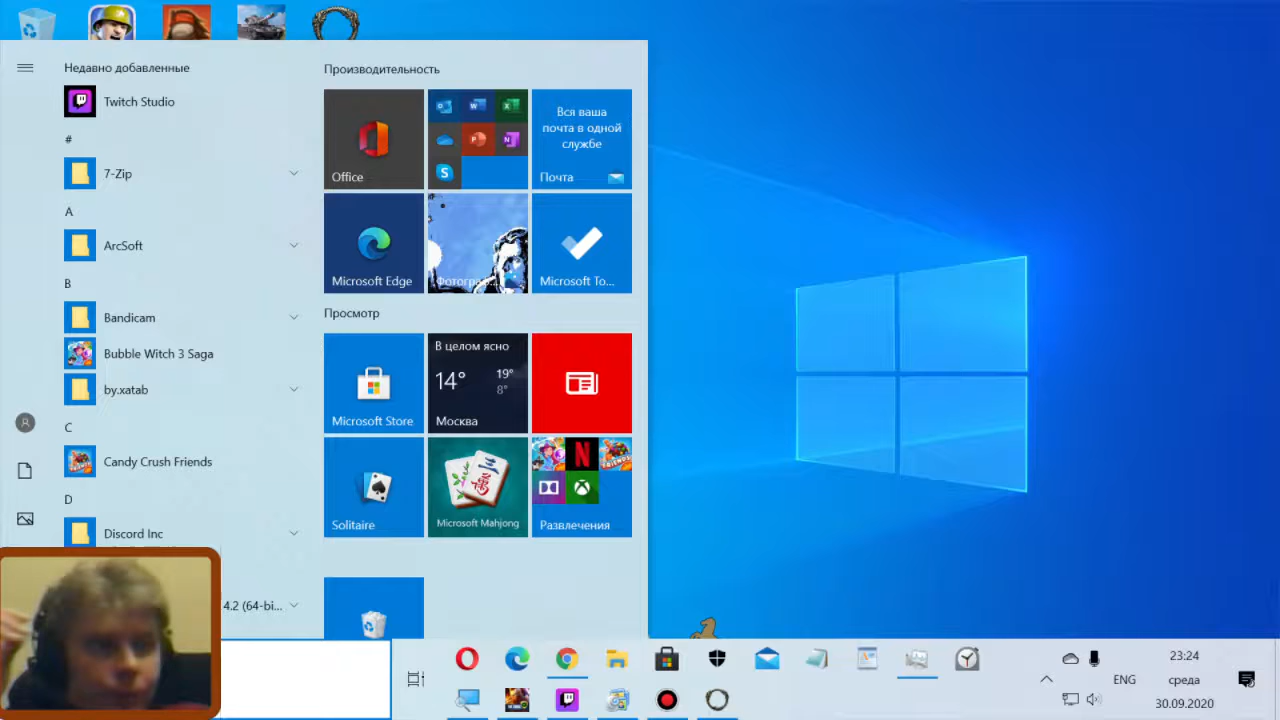 Недавно добавленные
Twitch Studio
#
7-Zip
A
ArcSoft
B
Bandicam
Bubble Witch 3 Saga
by.xatab
C
Candy Crush Friends
D
Discord Inc
4.2 (64-bi...
Производительность
Office
Вся ваша
почта в одной
службе
Почта
Microsoft Edge
Фотограф...
Microsoft To...
Просмотр
Microsoft Store
В целом ясно
14°
19°
8°
Москва
Solitaire
Microsoft Mahjong
Развлечения
ENG
23:24
среда
30.09.2020